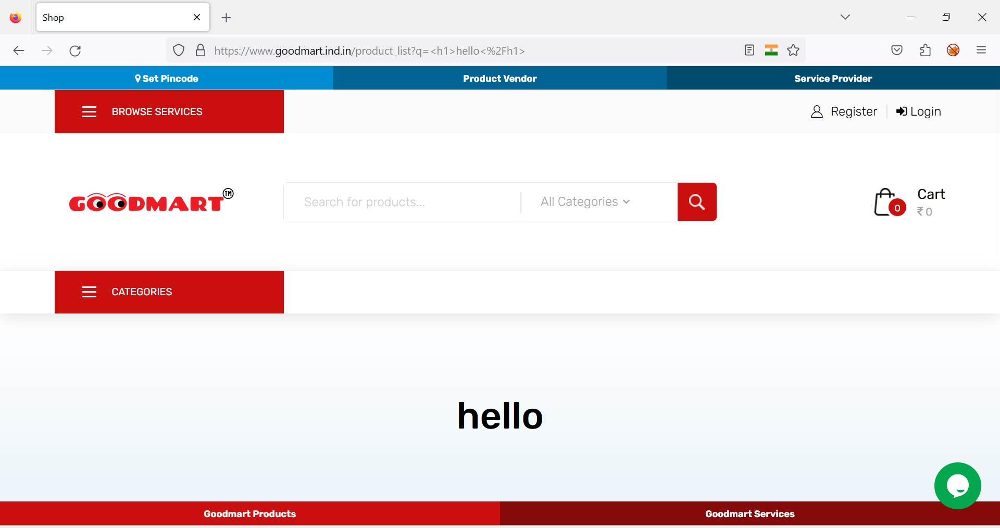 Shop
https://www.goodmart.ind.in/product_list?q=<h1>hello<%2Fh1>
Set Pincode
Product Vendor
Service Provider
BROWSE SERVICES
Register
Login
GOODMART TM
Search for products...
All Categories
0
Cart
₹ 0
CATEGORIES
hello
Goodmart Products
Goodmart Services